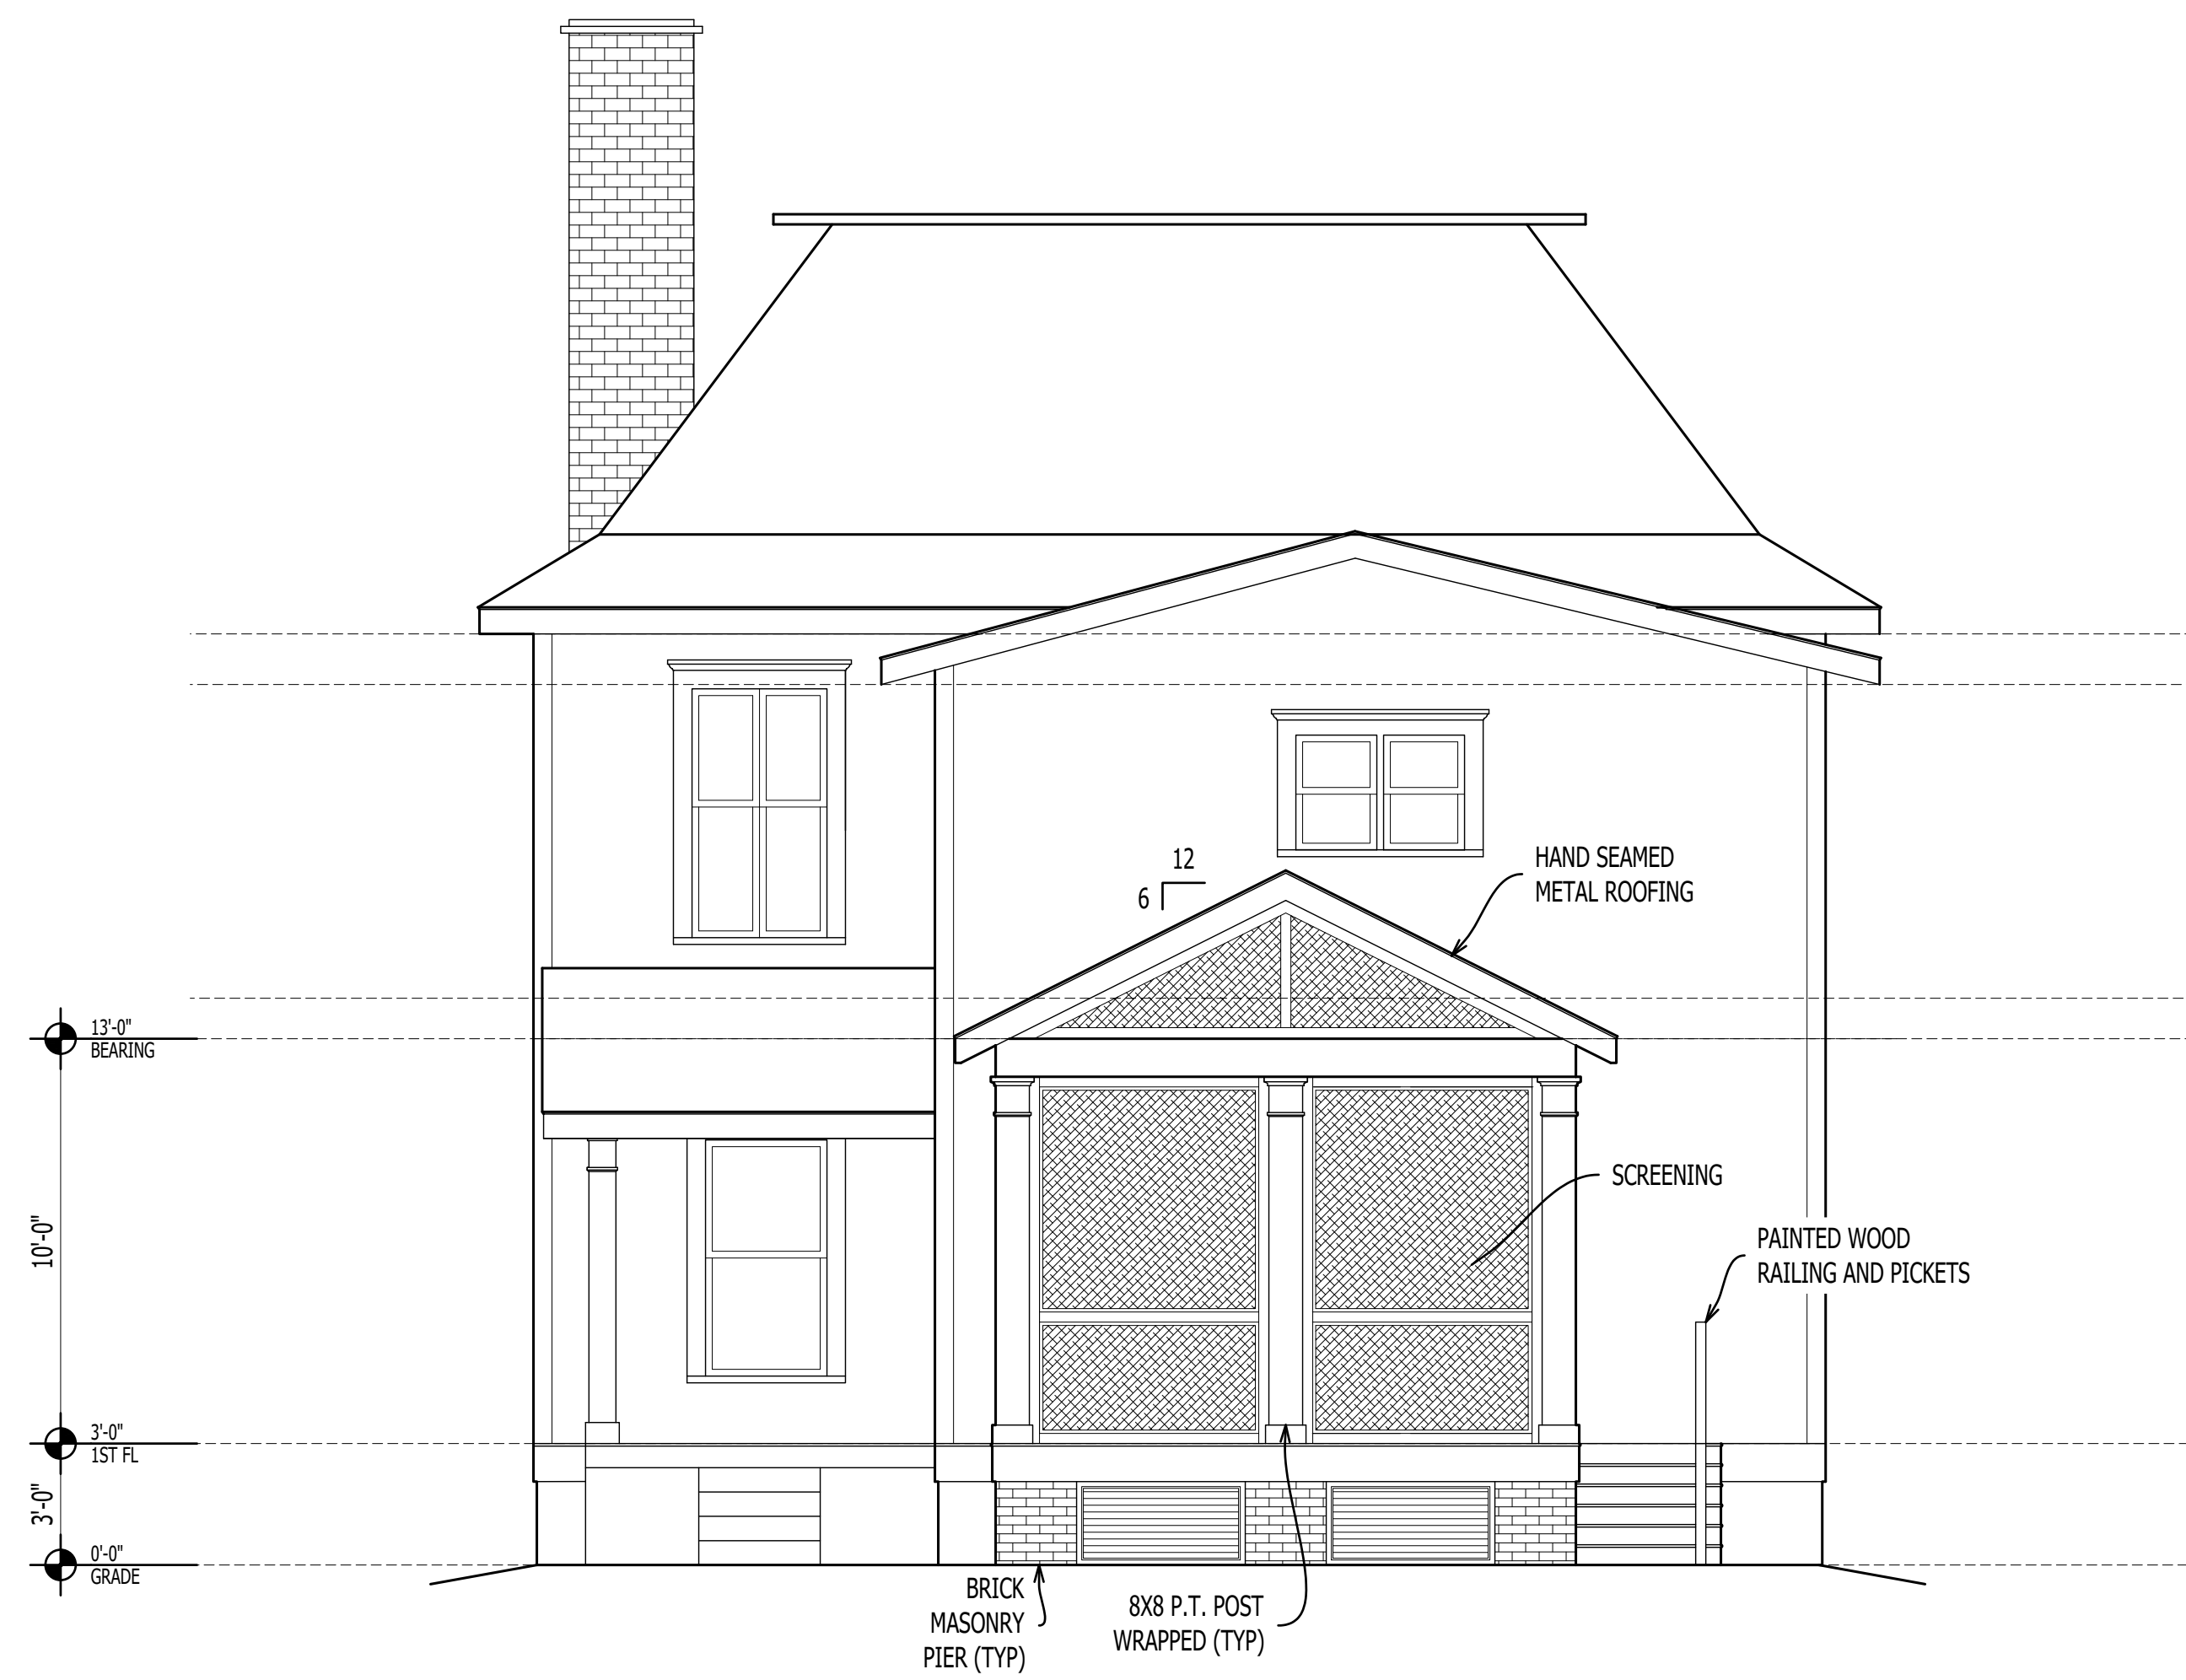 12
6
HAND SEAMED
METAL ROOFING
13'-0"
BEARING
SCREENING
10'-0"
PAINTED WOOD
RAILING AND PICKETS
3'-0"
1ST FL
3'-0"
0'-0"
GRADE
BRICK
MASONRY
PIER (TYP)
8X8 P.T. POST
WRAPPED (TYP)